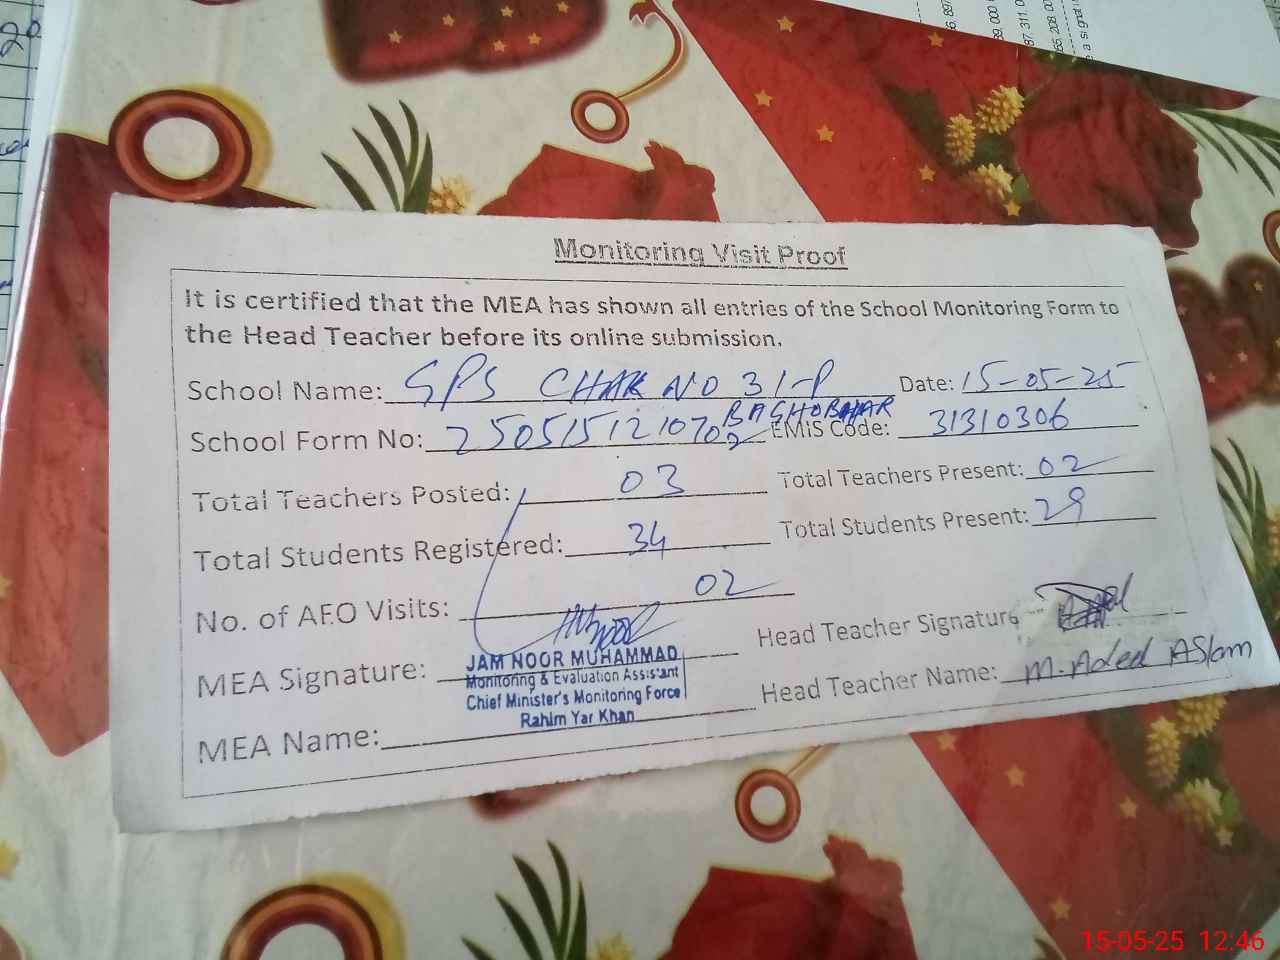 Monitoring Visit Proof
It is certified that the MEA has shown all entries of the School Monitoring Form to
the Head Teacher before its online submission.
School Name: GPS CHAK NO 31-P Date: 15-05-25
BAGHOBAHAR
School Form No: 250515121070 EMIS Code: 31310306
Total Teachers Posted: 03 Total Teachers Present: 02
Total Students Registered: 34 Total Students Present: 29
No. of AEO Visits: 02
MEA Signature: Head Teacher Signature
JAM NOOR MUHAMMAD
Monitoring & Evaluation Assistant
Chief Minister's Monitoring Force
Rahim Yar Khan
MEA Name: Head Teacher Name: M. Adeel ASlam
15-05-25 12:46